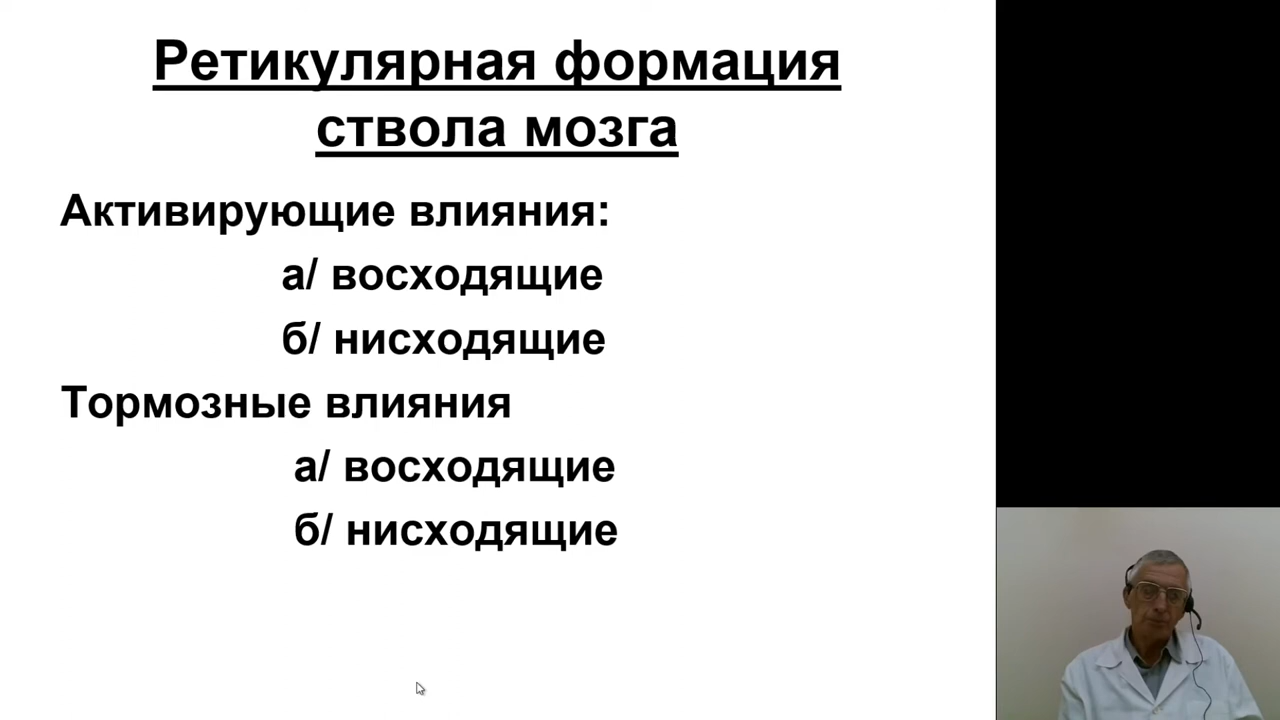 Ретикулярная формация
ствола мозга
Активирующие влияния:
а/ восходящие
б/ нисходящие
Тормозные влияния
а/ восходящие
б/ нисходящие